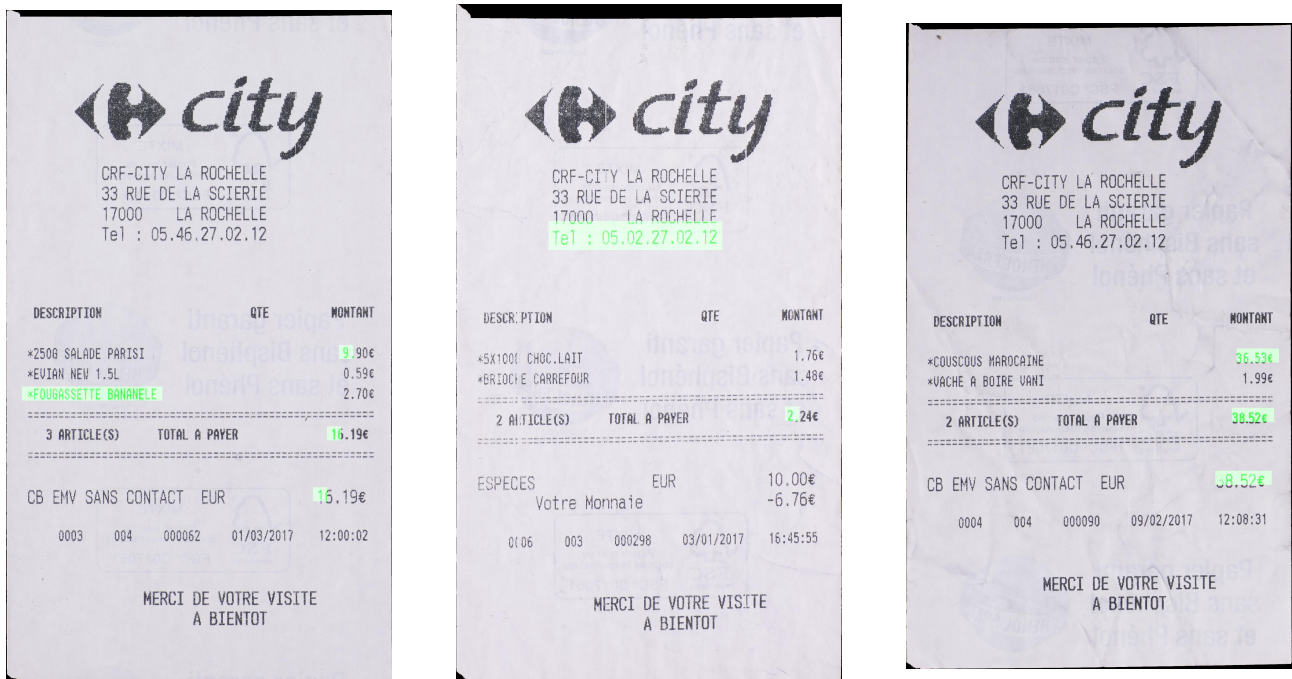 city
CRF-CITY LA ROCHELLE
33 RUE DE LA SCIERIE
17000 LA ROCHELLE
Tel : 05.46.27.02.12
DESCRIPTION QTE MONTANT
*250G SALADE PARISI 9.90€
*EVIAN NEW 1.5L 0.59€
*FOUGASSETTE BANANELE 2.70€
3 ARTICLE(S) TOTAL A PAYER 16.19€
CB EMV SANS CONTACT EUR 16.19€
0003 004 000062 01/03/2017 12:00:02
MERCI DE VOTRE VISITE
A BIENTOT
city
CRF-CITY LA ROCHELLE
33 RUE DE LA SCIERIE
17000 LA ROCHELLE
Tel : 05.02.27.02.12
DESCR.PTION QTE MONTANT
*5X100( CHOC.LAIT 1.76€
*BRIOCHE CARREFOUR 1.48€
2 ARTICLE(S) TOTAL A PAYER 2.24€
ESPECES EUR 10.00€
Votre Monnaie -6.76€
0(06 003 000298 03/01/2017 16:45:55
MERCI DE VOTRE VISITE
A BIENTOT
city
CRF-CITY LA ROCHELLE
33 RUE DE LA SCIERIE
17000 LA ROCHELLE
Tel : 05.46.27.02.12
DESCRIPTION QTE MONTANT
*COUSCOUS MAROCAINE 36.53€
*VACHE A BOIRE VANI 1.99€
2 ARTICLE(S) TOTAL A PAYER 38.52€
CB EMV SANS CONTACT EUR 38.52€
0004 004 000090 09/02/2017 12:08:31
MERCI DE VOTRE VISITE
A BIENTOT